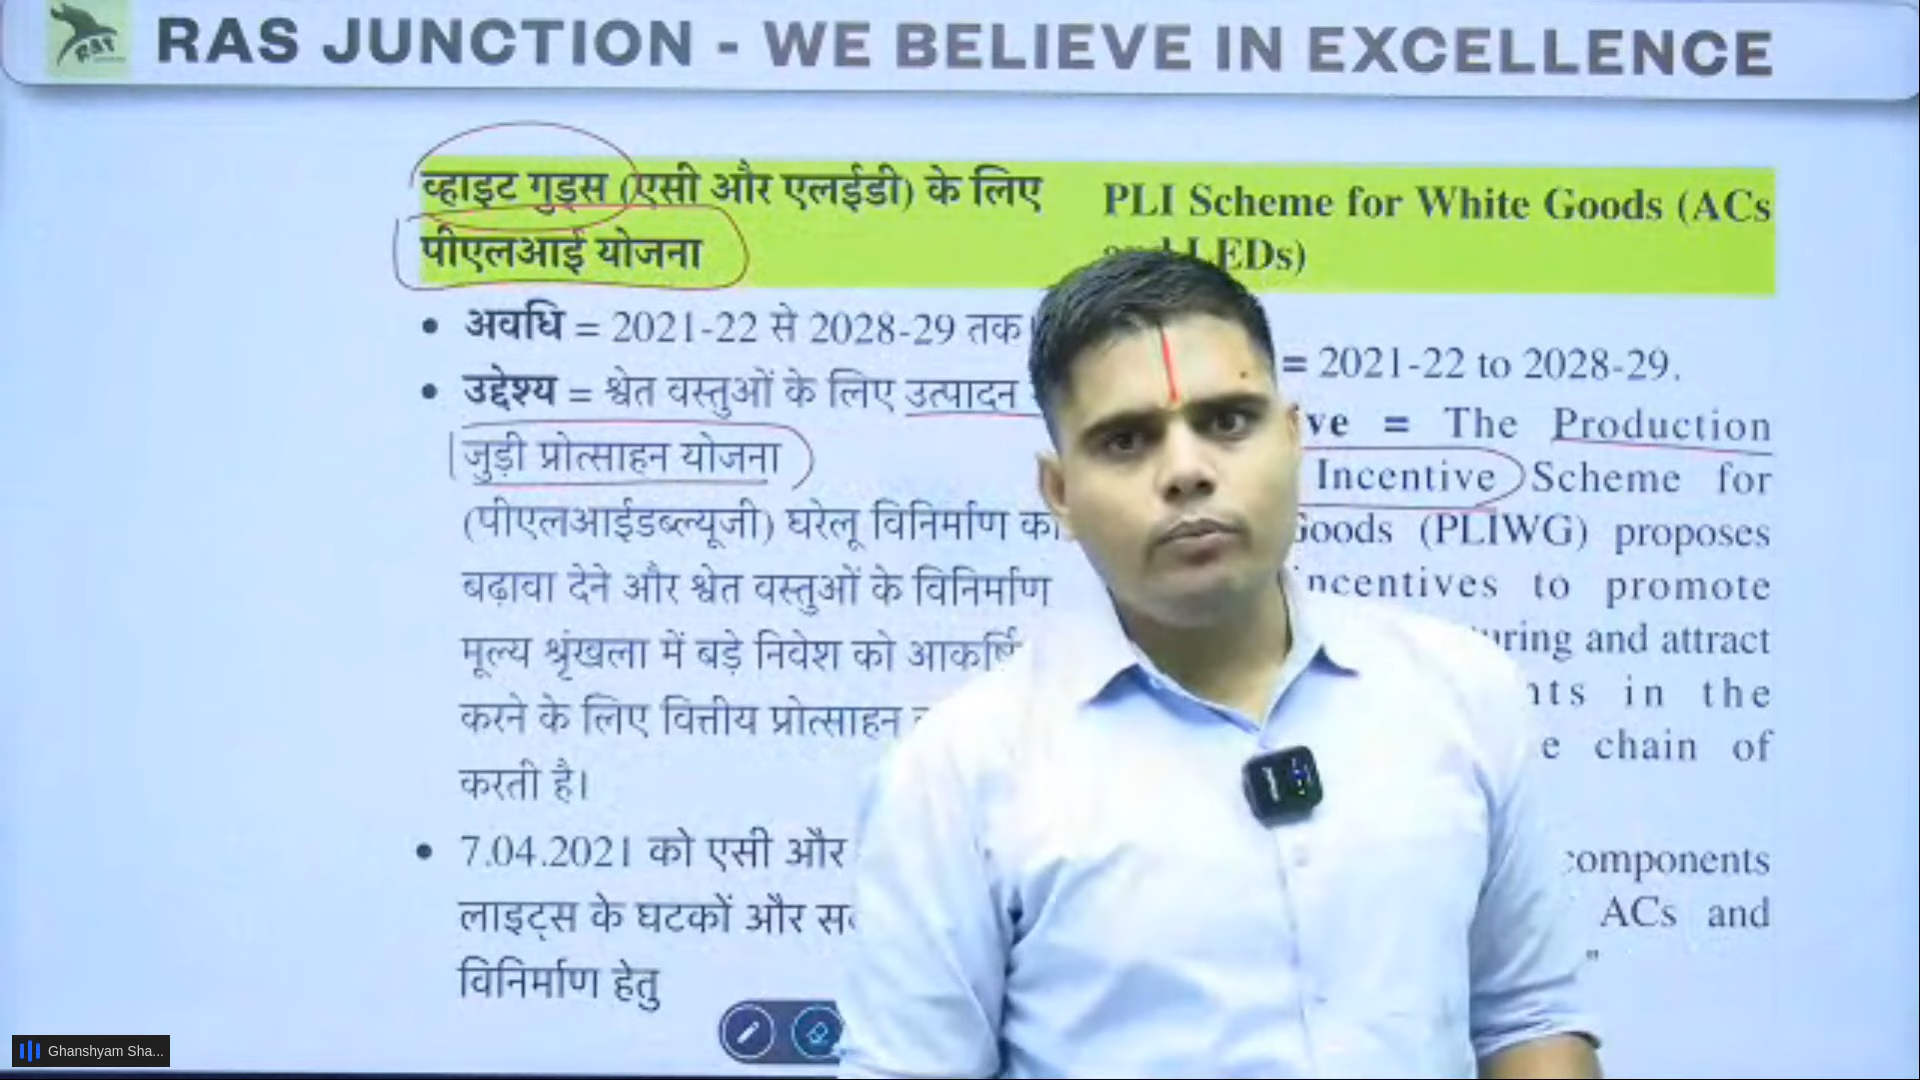 RAS JUNCTION - WE BELIEVE IN EXCELLENCE
व्हाइट गुड्स (एसी और एलईडी) के लिए
पीएलआई योजना
• अवधि = 2021-22 से 2028-29 तक
• उद्देश्य = श्वेत वस्तुओं के लिए उत्पादन
जुड़ी प्रोत्साहन योजना
(पीएलआईडब्ल्यूजी) घरेलू विनिर्माण को
बढ़ावा देने और श्वेत वस्तुओं के विनिर्माण
मूल्य श्रृंखला में बड़े निवेश को
करने के लिए वित्तीय प्रोत्साहन
करती है।
• 7.04.2021 को एसी और
लाइट्स के घटकों और
विनिर्माण हेतु
PLI Scheme for White Goods (ACs
LEDs)
= 2021-22 to 2028-29.
= The Production
Incentive Scheme for
Goods (PLIWG) proposes
incentives to promote
and attract
in the
chain of
components
ACs and
"
Ghanshyam Sha...